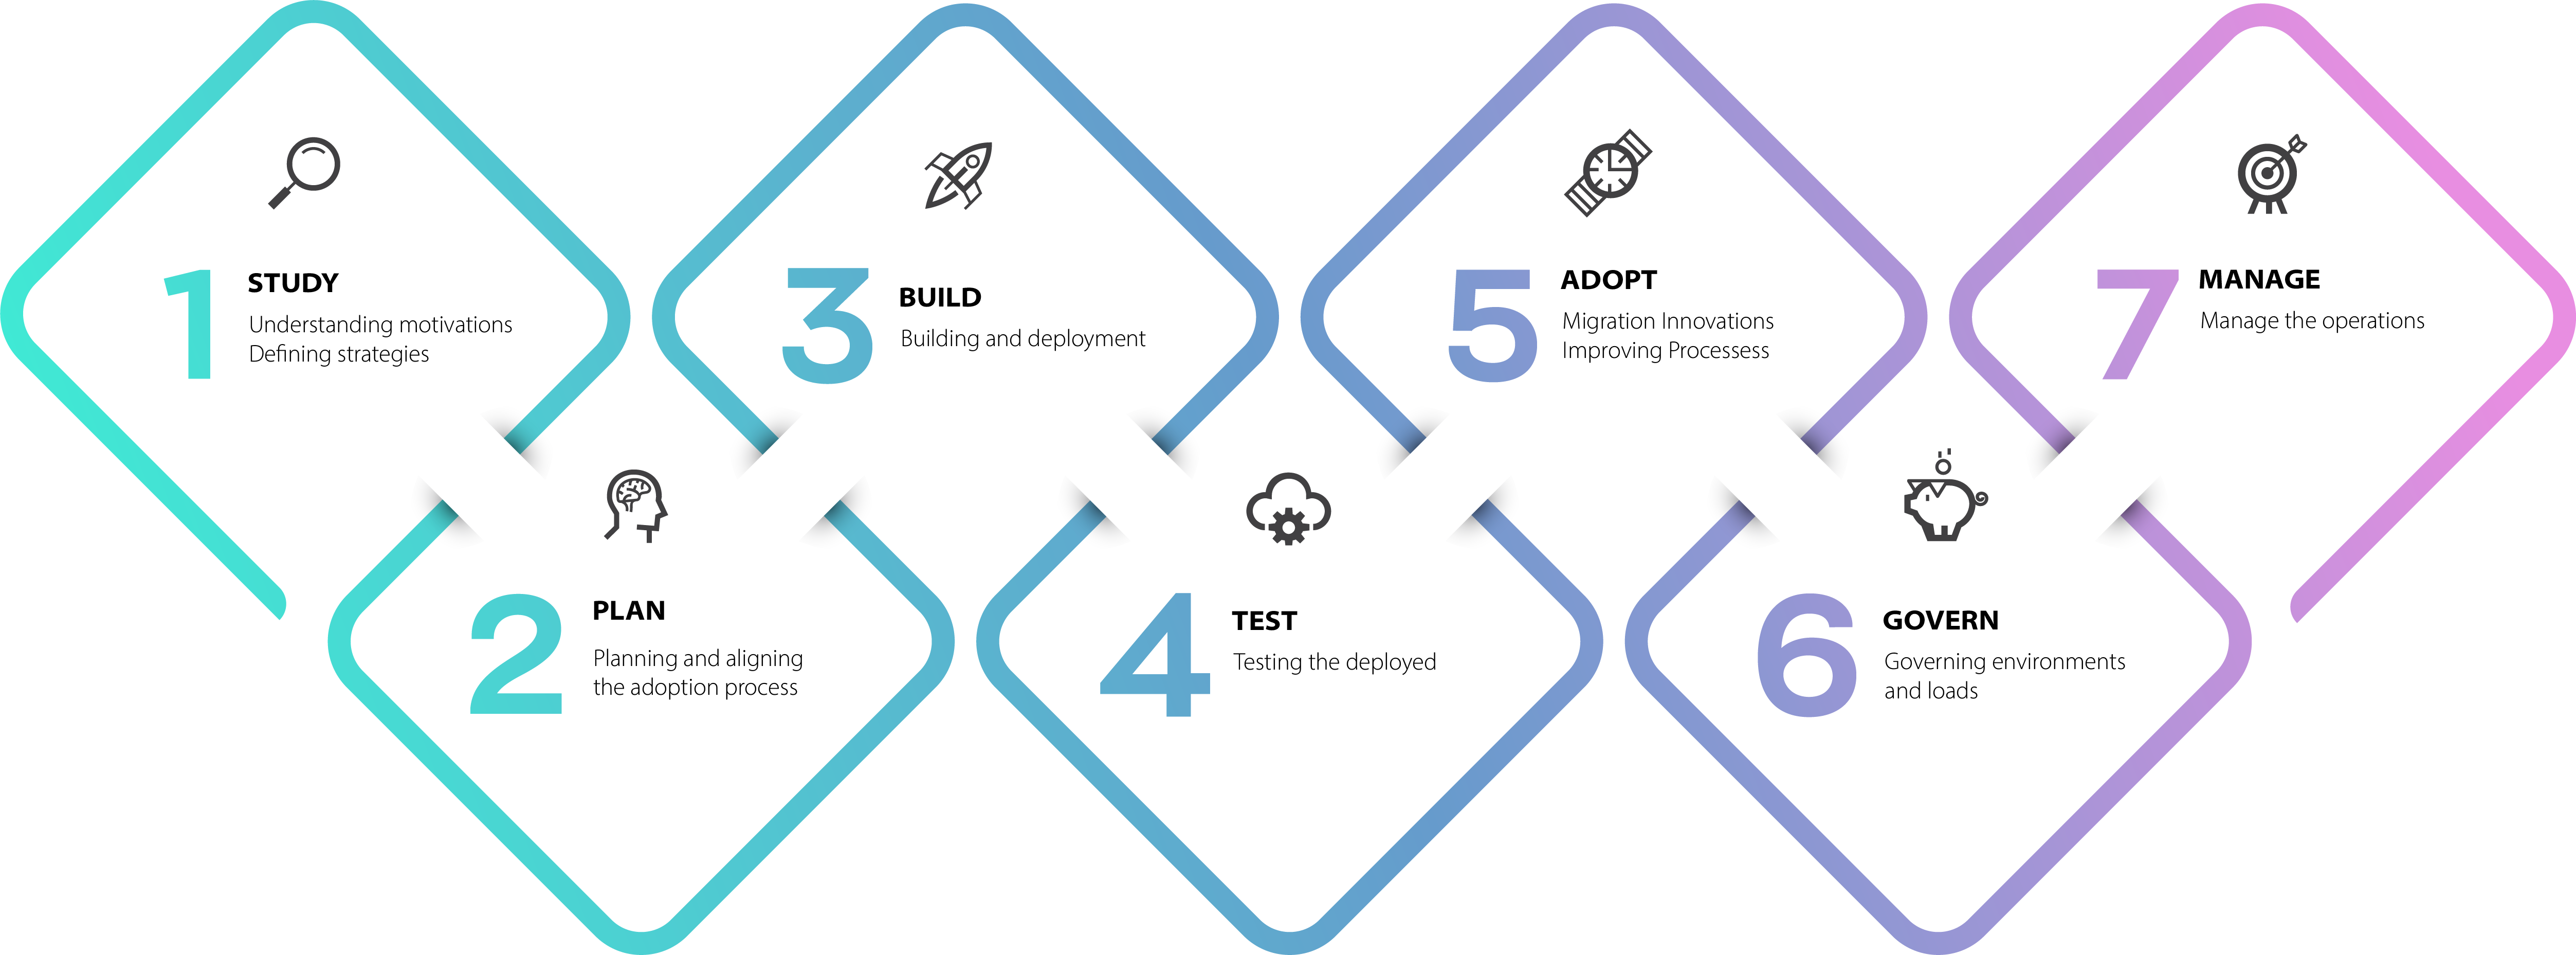 1
STUDY
Understanding motivations
Defining strategies
2
PLAN
Planning and aligning
the adoption process
3
BUILD
Building and deployment
4
TEST
Testing the deployed
5
ADOPT
Migration Innovations
Improving Processess
6
GOVERN
Governing environments
and loads
7
MANAGE
Manage the operations